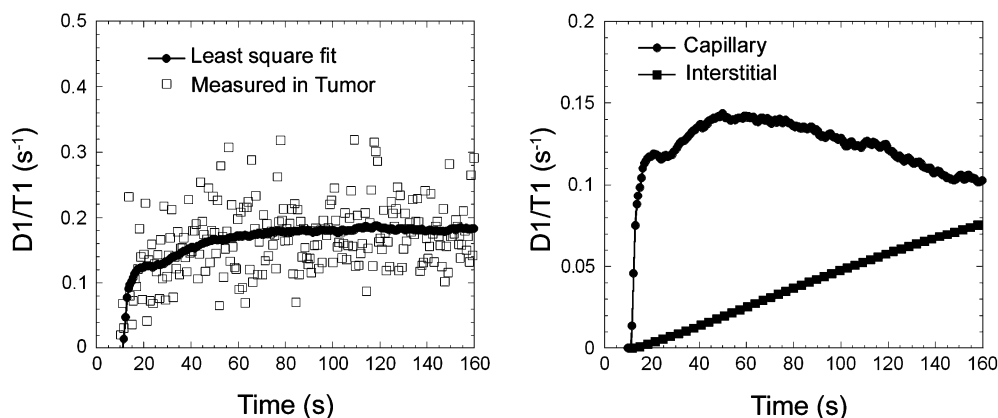 0.5
0.4
0.3
0.2
0.1
0
D1/T1 (s-1)
Least square fit
Measured in Tumor
0 20 40 60 80 100 120 140 160
Time (s)
0.2
0.15
0.1
0.05
0
D1/T1 (s-1)
Capillary
Interstitial
0 20 40 60 80 100 120 140 160
Time (s)